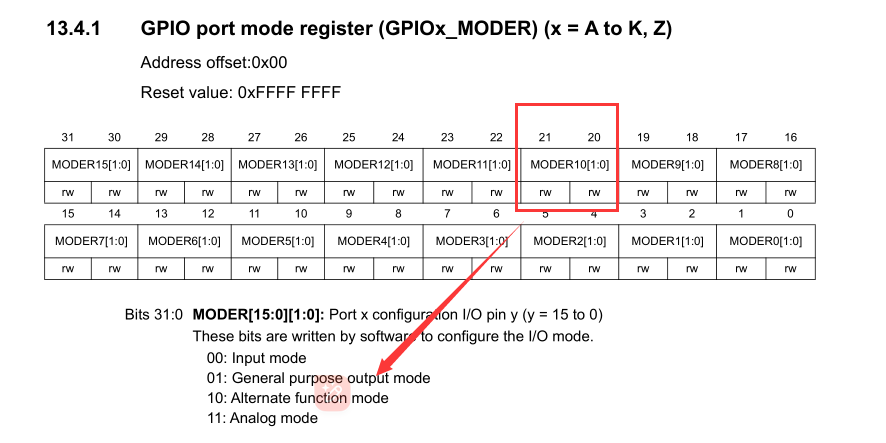 13.4.1 GPIO port mode register (GPIOx_MODER) (x = A to K, Z)
Address offset:0x00
Reset value: 0xFFFF FFFF
31 30 29 28 27 26 25 24 23 22 21 20 19 18 17 16
MODER15[1:0] MODER14[1:0] MODER13[1:0] MODER12[1:0] MODER11[1:0] MODER10[1:0] MODER9[1:0] MODER8[1:0]
rw rw rw rw rw rw rw rw rw rw rw rw rw rw rw rw
15 14 13 12 11 10 9 8 7 6 5 4 3 2 1 0
MODER7[1:0] MODER6[1:0] MODER5[1:0] MODER4[1:0] MODER3[1:0] MODER2[1:0] MODER1[1:0] MODER0[1:0]
rw rw rw rw rw rw rw rw rw rw rw rw rw rw rw rw
Bits 31:0 MODER[15:0][1:0]: Port x configuration I/O pin y (y = 15 to 0)
These bits are written by software to configure the I/O mode.
00: Input mode
01: General purpose output mode
10: Alternate function mode
11: Analog mode